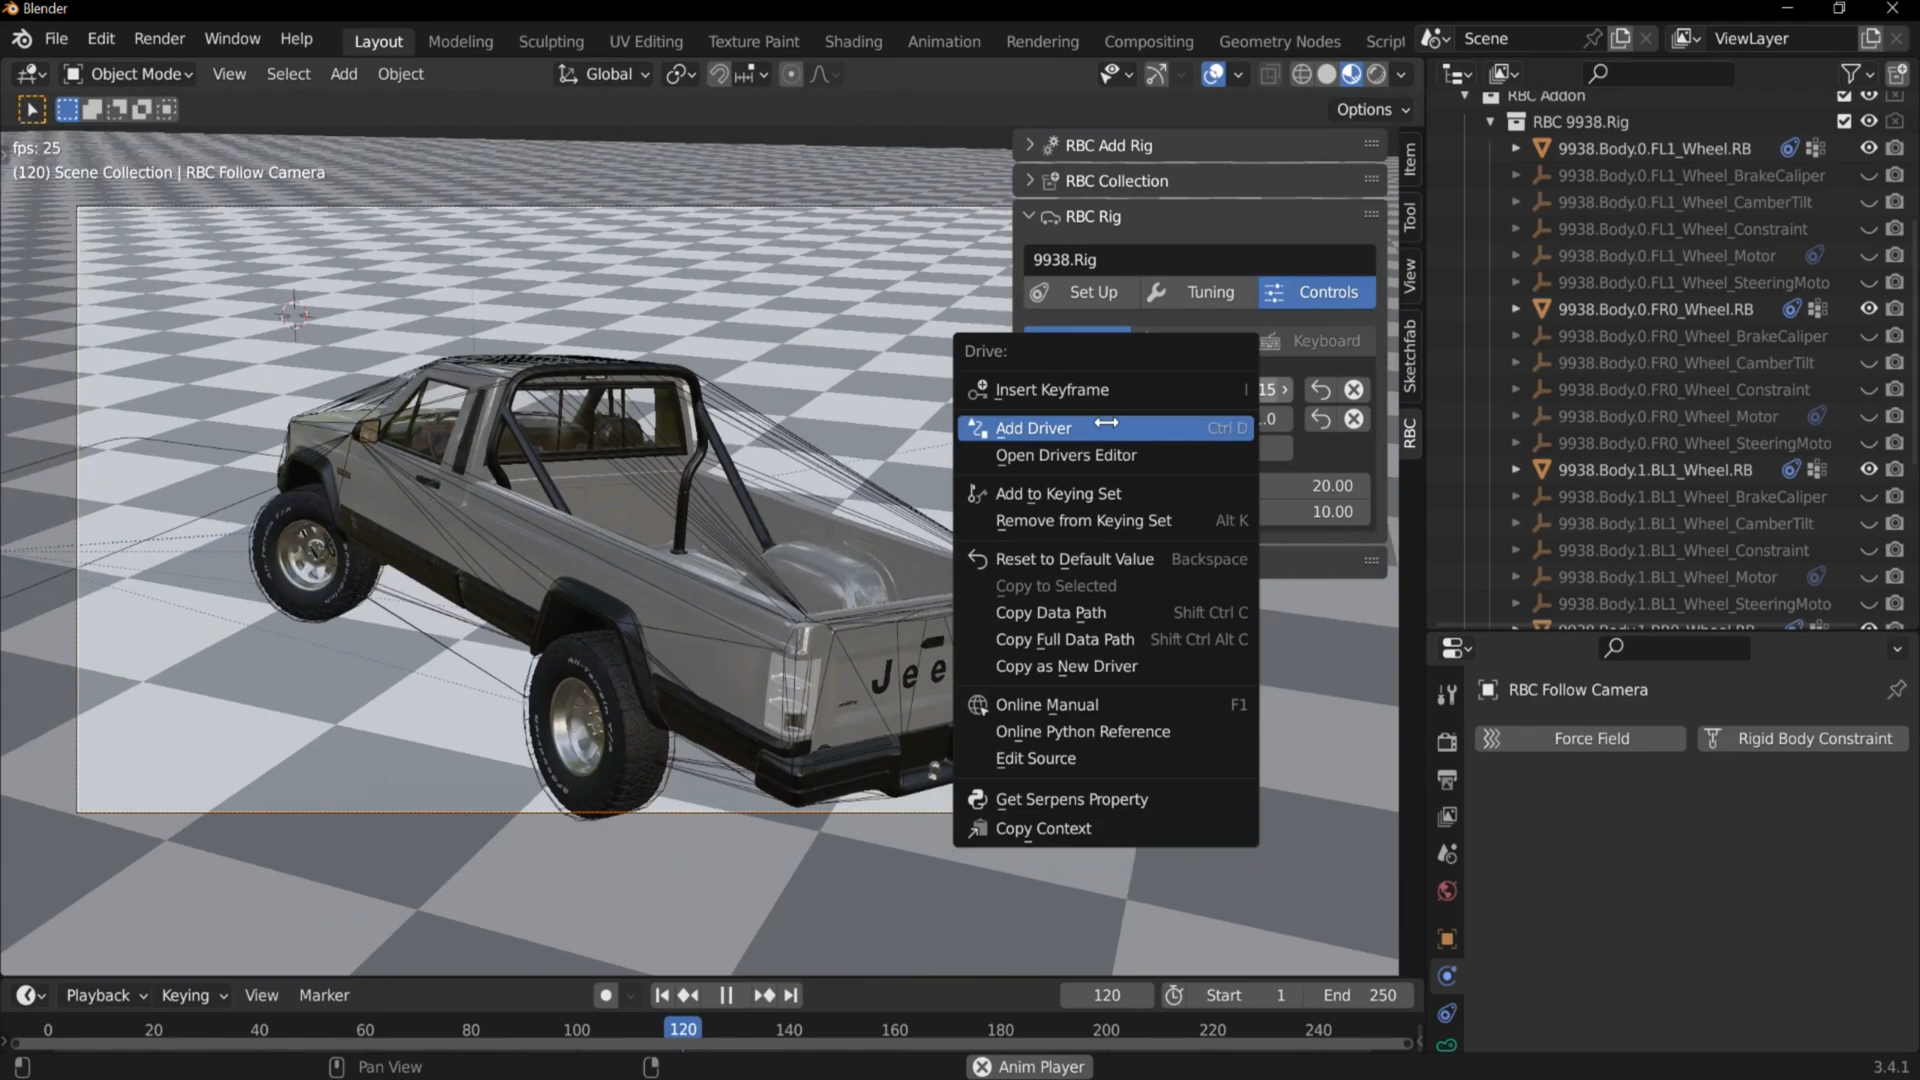 Blender
File Edit Render Window Help
Layout Modeling Sculpting UV Editing Texture Paint Shading Animation Rendering Compositing Geometry Nodes Script
Scene
ViewLayer
Object Mode View Select Add Object
Global
Options
fps: 25
(120) Scene Collection | RBC Follow Camera
RBC Add Rig
RBC Collection
RBC Rig
9938.Rig
Set Up
Tuning
Controls
Keyboard
15
.0
20.00
10.00
Item
Tool
View
Sketchfab
RBC
Drive:
Insert Keyframe I
Add Driver Ctrl D
Open Drivers Editor
Add to Keying Set
Remove from Keying Set Alt K
Reset to Default Value Backspace
Copy to Selected
Copy Data Path Shift Ctrl C
Copy Full Data Path Shift Ctrl Alt C
Copy as New Driver
Online Manual F1
Online Python Reference
Edit Source
Get Serpens Property
Copy Context
Jee
RBC Addon
RBC 9938.Rig
9938.Body.0.FL1_Wheel.RB
9938.Body.0.FL1_Wheel_BrakeCaliper
9938.Body.0.FL1_Wheel_CamberTilt
9938.Body.0.FL1_Wheel_Constraint
9938.Body.0.FL1_Wheel_Motor
9938.Body.0.FL1_Wheel_SteeringMoto
9938.Body.0.FR0_Wheel.RB
9938.Body.0.FR0_Wheel_BrakeCaliper
9938.Body.0.FR0_Wheel_CamberTilt
9938.Body.0.FR0_Wheel_Constraint
9938.Body.0.FR0_Wheel_Motor
9938.Body.0.FR0_Wheel_SteeringMoto
9938.Body.1.BL1_Wheel.RB
9938.Body.1.BL1_Wheel_BrakeCaliper
9938.Body.1.BL1_Wheel_CamberTilt
9938.Body.1.BL1_Wheel_Constraint
9938.Body.1.BL1_Wheel_Motor
9938.Body.1.BL1_Wheel_SteeringMoto
RBC Follow Camera
Force Field
Rigid Body Constraint
Playback Keying View Marker
120
Start 1
End 250
0 20 40 60 80 100 120 140 160 180 200 220 240
Pan View
Anim Player
3.4.1